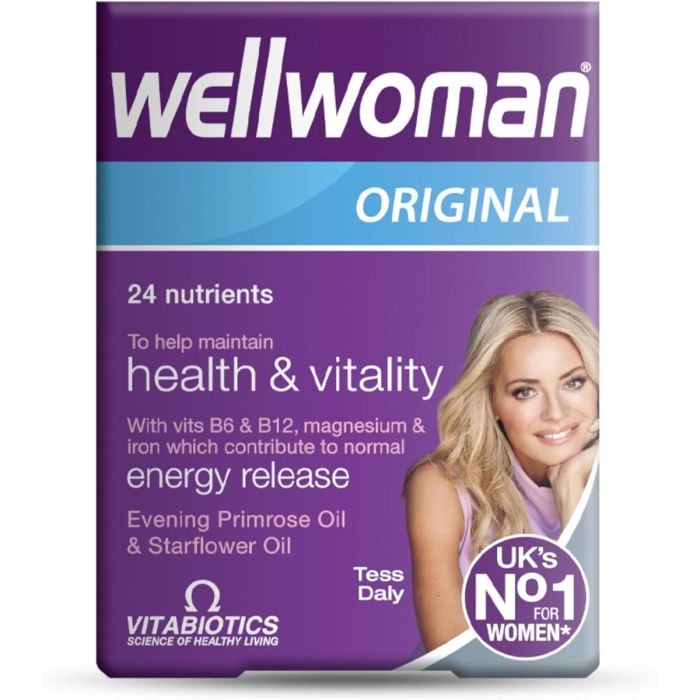 wellwoman®
ORIGINAL
24 nutrients
To help maintain
health & vitality
With vits B6 & B12, magnesium &
iron which contribute to normal
energy release
Evening Primrose Oil
& Starflower Oil
Tess
Daly
UK's
No1
FOR
WOMEN*
VITABIOTICS
SCIENCE OF HEALTHY LIVING